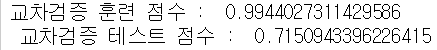 교차검증 훈련 점수 :  0.9944027311429586
교차검증 테스트 점수 :  0.7150943396226415